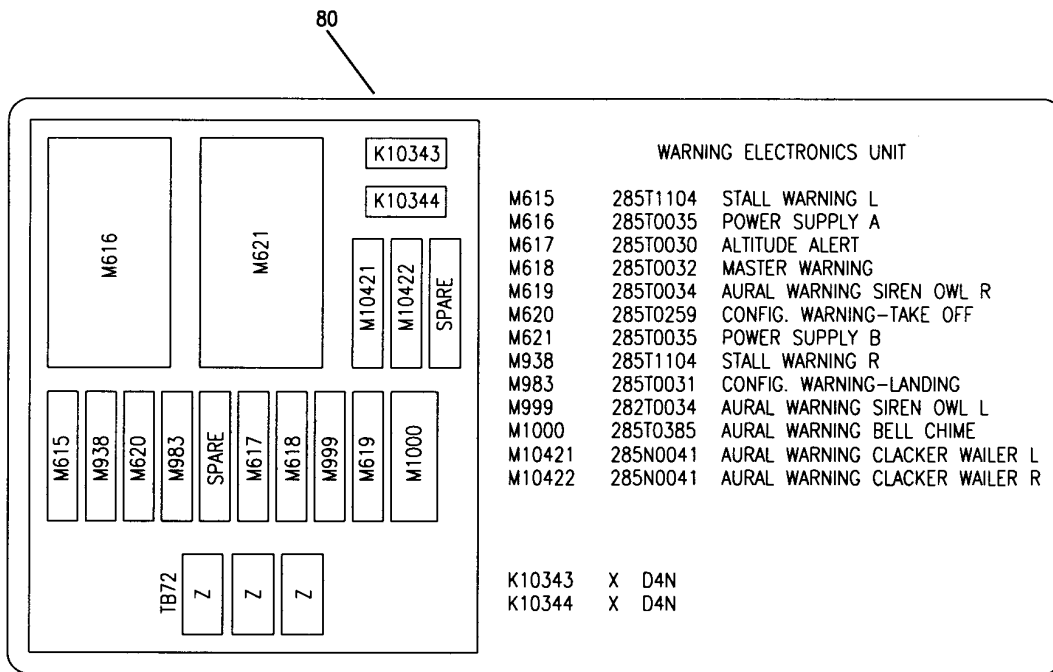 80
K10343
K10344
M616
M621
M10421
M10422
SPARE
M615
M938
M620
M983
SPARE
M617
M618
M999
M619
M1000
TB72
Z
Z
Z
WARNING ELECTRONICS UNIT
M615 285T1104 STALL WARNING L
M616 285T0035 POWER SUPPLY A
M617 285T0030 ALTITUDE ALERT
M618 285T0032 MASTER WARNING
M619 285T0034 AURAL WARNING SIREN OWL R
M620 285T0259 CONFIG. WARNING-TAKE OFF
M621 285T0035 POWER SUPPLY B
M938 285T1104 STALL WARNING R
M983 285T0031 CONFIG. WARNING-LANDING
M999 282T0034 AURAL WARNING SIREN OWL L
M1000 285T0385 AURAL WARNING BELL CHIME
M10421 285N0041 AURAL WARNING CLACKER WAILER L
M10422 285N0041 AURAL WARNING CLACKER WAILER R
K10343 X D4N
K10344 X D4N